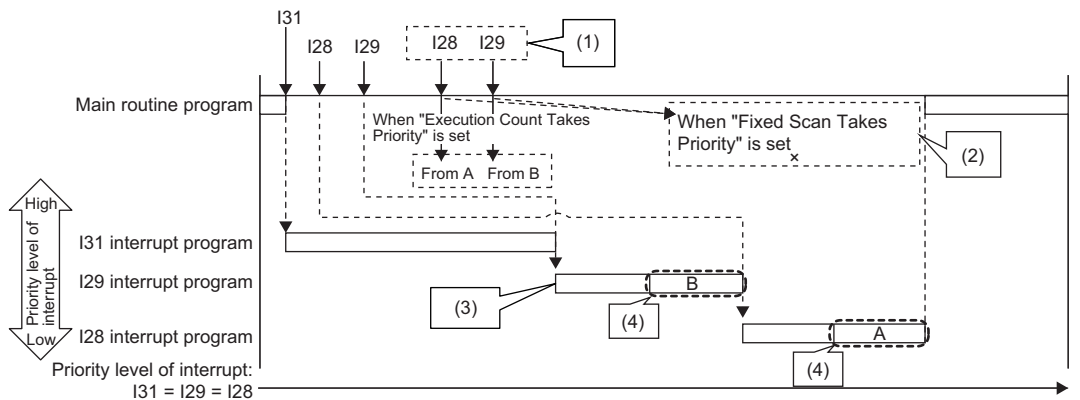 I31
I28 I29 I28 I29 (1)
Main routine program
When "Execution Count Takes
Priority" is set
When "Fixed Scan Takes
Priority" is set
×
(2)
From A From B
High
Priority level of
interrupt
Low
I31 interrupt program
I29 interrupt program
(3)
B
(4)
I28 interrupt program
A
(4)
Priority level of interrupt:
I31 = I29 = I28